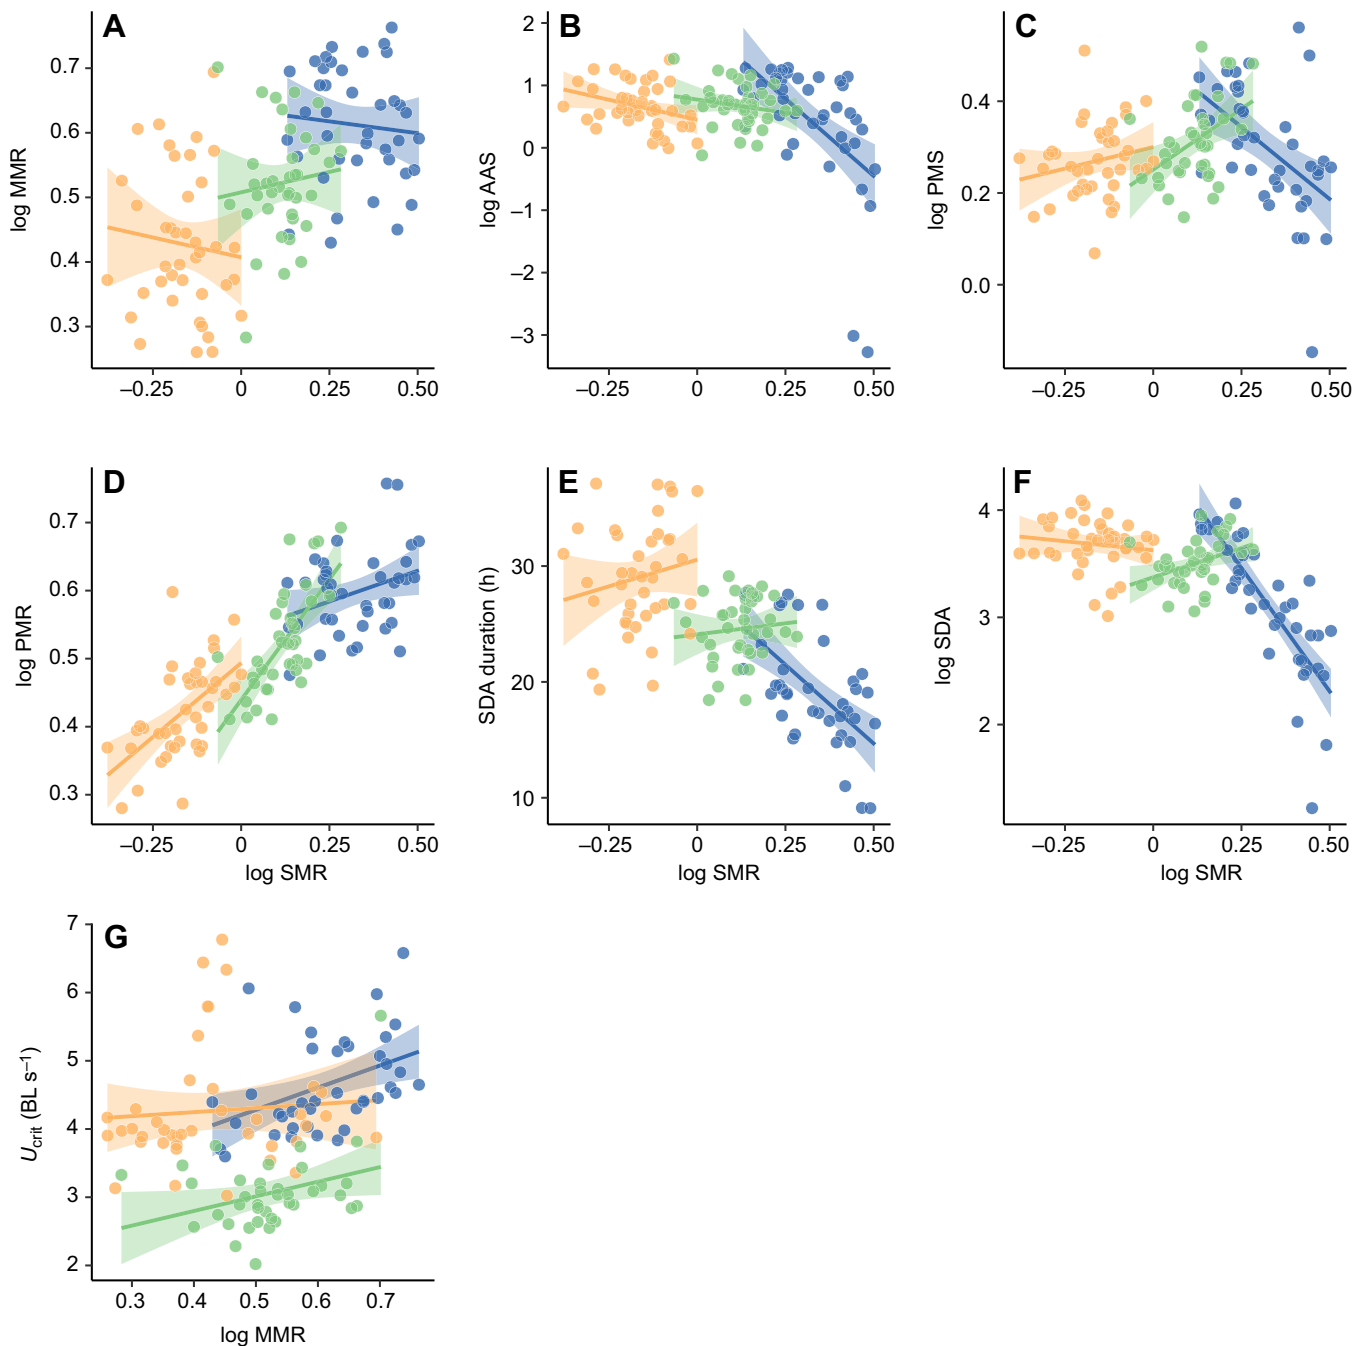 A
B
C
log MMR
0.7
0.6
0.5
0.4
0.3
–0.25 0 0.25 0.50
log AAS
2
1
0
–1
–2
–3
–0.25 0 0.25 0.50
log PMS
0.4
0.2
0.0
–0.25 0 0.25 0.50
D
E
F
log PMR
0.7
0.6
0.5
0.4
0.3
–0.25 0 0.25 0.50
log SMR
SDA duration (h)
30
20
10
–0.25 0 0.25 0.50
log SMR
log SDA
4
3
2
–0.25 0 0.25 0.50
log SMR
G
Ucrit (BL s–1)
7
6
5
4
3
2
0.3 0.4 0.5 0.6 0.7
log MMR